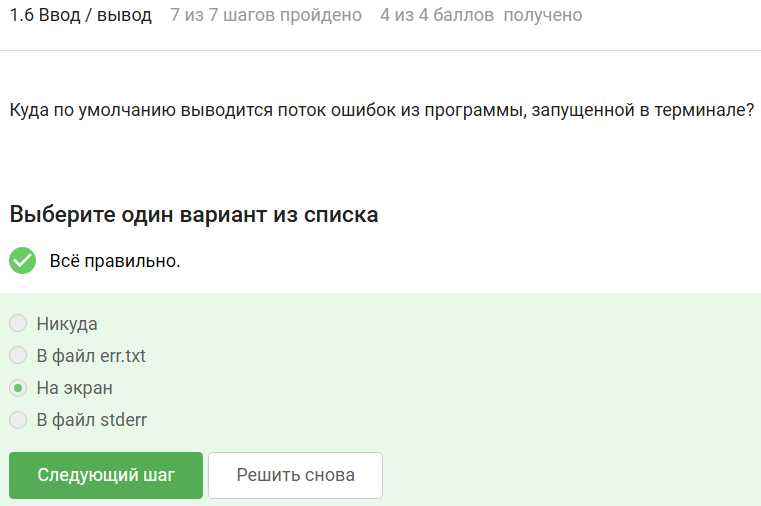 1.6 Ввод / вывод 7 из 7 шагов пройдено 4 из 4 баллов получено
Куда по умолчанию выводится поток ошибок из программы, запущенной в терминале?
Выберите один вариант из списка
Всё правильно.
Никуда
В файл err.txt
На экран
В файл stderr
Следующий шаг Решить снова